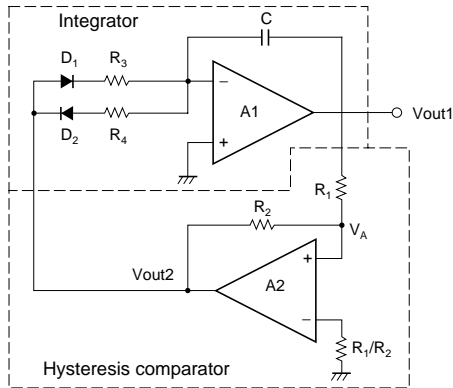 Integrator
C
D1
R3
D2
R4
−
+
A1
Vout1
R1
R2
VA
Vout2
+
−
A2
R1/R2
Hysteresis comparator